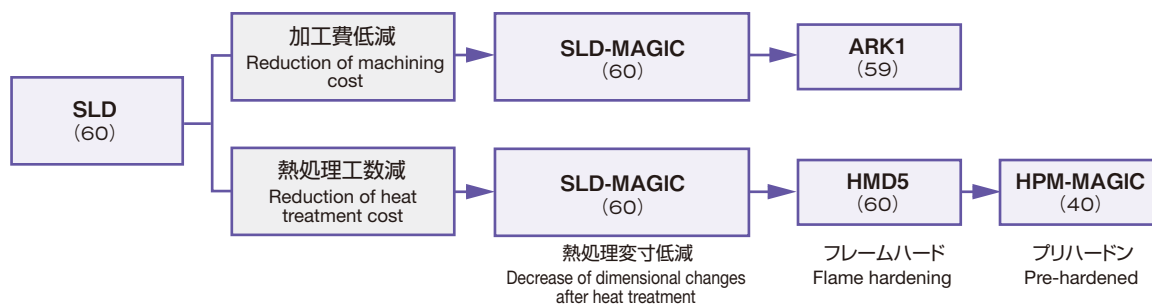 SLD
(60)
加工費低減
Reduction of machining
cost
SLD-MAGIC
(60)
ARK1
(59)
熱処理工数減
Reduction of heat
treatment cost
SLD-MAGIC
(60)
HMD5
(60)
HPM-MAGIC
(40)
熱処理変寸低減
Decrease of dimensional changes
after heat treatment
フレームハード
Flame hardening
プリハードン
Pre-hardened